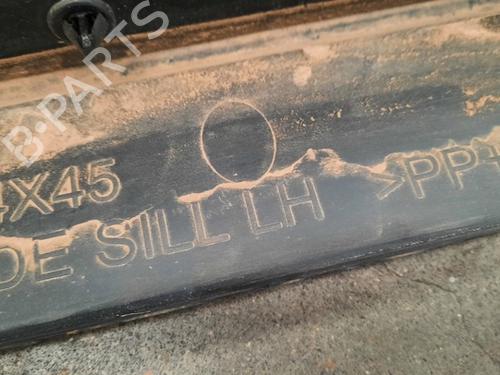 B-PARTS
4X45
DE SILL LH
>PP